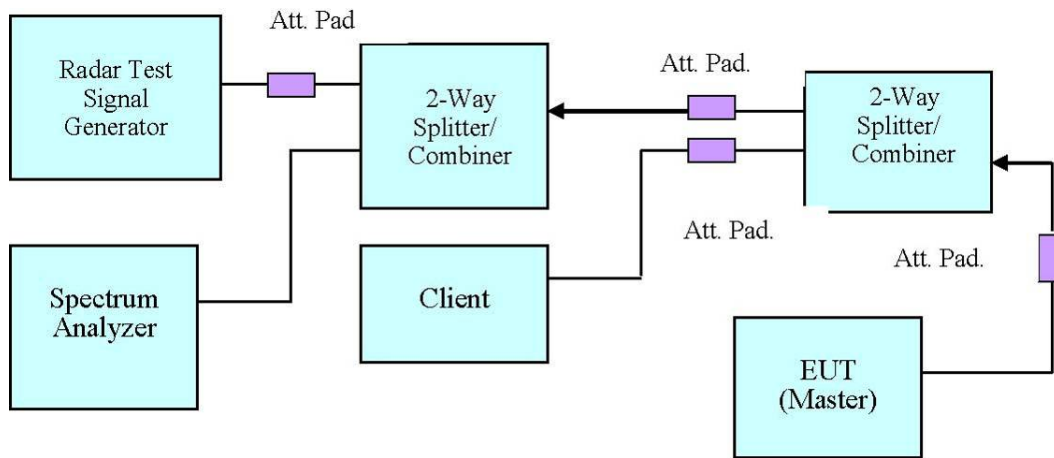 Att. Pad
Radar Test
Signal
Generator
2-Way
Splitter/
Combiner
Att. Pad.
2-Way
Splitter/
Combiner
Att. Pad.
Att. Pad.
Spectrum
Analyzer
Client
EUT
(Master)